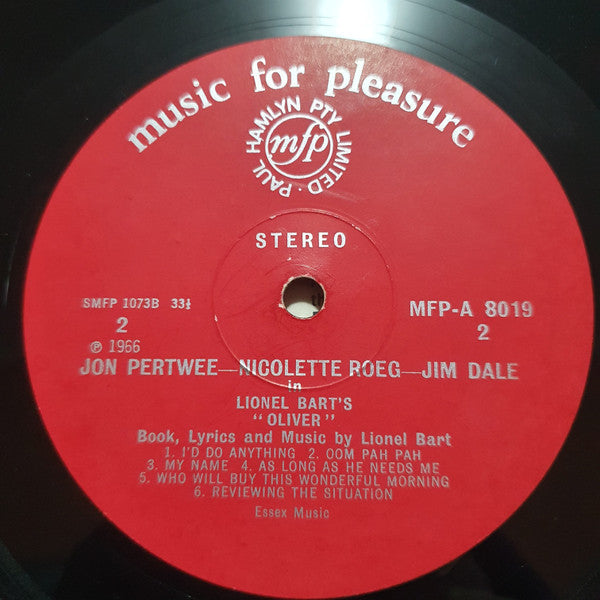 music for pleasure
PAUL HAMLYN PTY LIMITED ·
mfp
STEREO
SMFP 1073B 33⅓
MFP-A 8019
2
2
℗ 1966
JON PERTWEE—NICOLETTE ROEG—JIM DALE
in
LIONEL BART'S
"OLIVER"
Book, Lyrics and Music by Lionel Bart
1. I'D DO ANYTHING 2. OOM PAH PAH
3. MY NAME 4. AS LONG AS HE NEEDS ME
5. WHO WILL BUY THIS WONDERFUL MORNING
6. REVIEWING THE SITUATION
Essex Music